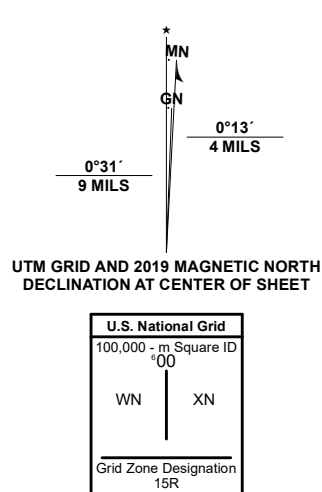 ★
MN
GN
0°13´
4 MILS
0°31´
9 MILS
UTM GRID AND 2019 MAGNETIC NORTH
DECLINATION AT CENTER OF SHEET
U.S. National Grid
100,000 - m Square ID
⁶00
WN XN
Grid Zone Designation
15R